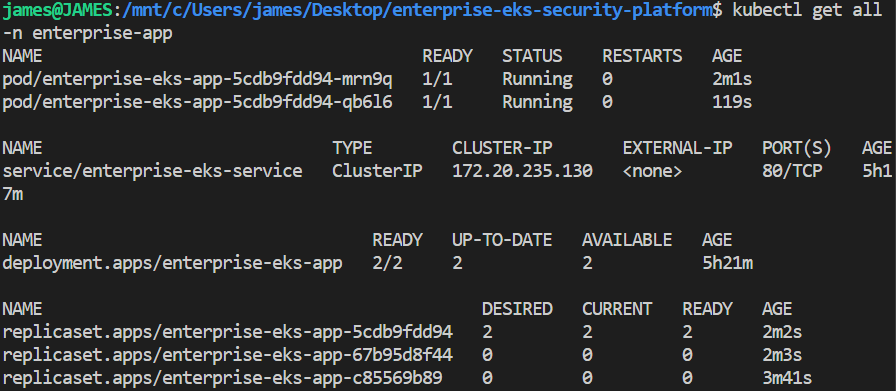 james@JAMES:/mnt/c/Users/james/Desktop/enterprise-eks-security-platform$ kubectl get all
-n enterprise-app
NAME READY STATUS RESTARTS AGE
pod/enterprise-eks-app-5cdb9fdd94-mrn9q 1/1 Running 0 2m1s
pod/enterprise-eks-app-5cdb9fdd94-qb6l6 1/1 Running 0 119s
NAME TYPE CLUSTER-IP EXTERNAL-IP PORT(S) AGE
service/enterprise-eks-service ClusterIP 172.20.235.130 <none> 80/TCP 5h1
7m
NAME READY UP-TO-DATE AVAILABLE AGE
deployment.apps/enterprise-eks-app 2/2 2 2 5h21m
NAME DESIRED CURRENT READY AGE
replicaset.apps/enterprise-eks-app-5cdb9fdd94 2 2 2 2m2s
replicaset.apps/enterprise-eks-app-67b95d8f44 0 0 0 2m3s
replicaset.apps/enterprise-eks-app-c85569b89 0 0 0 3m41s